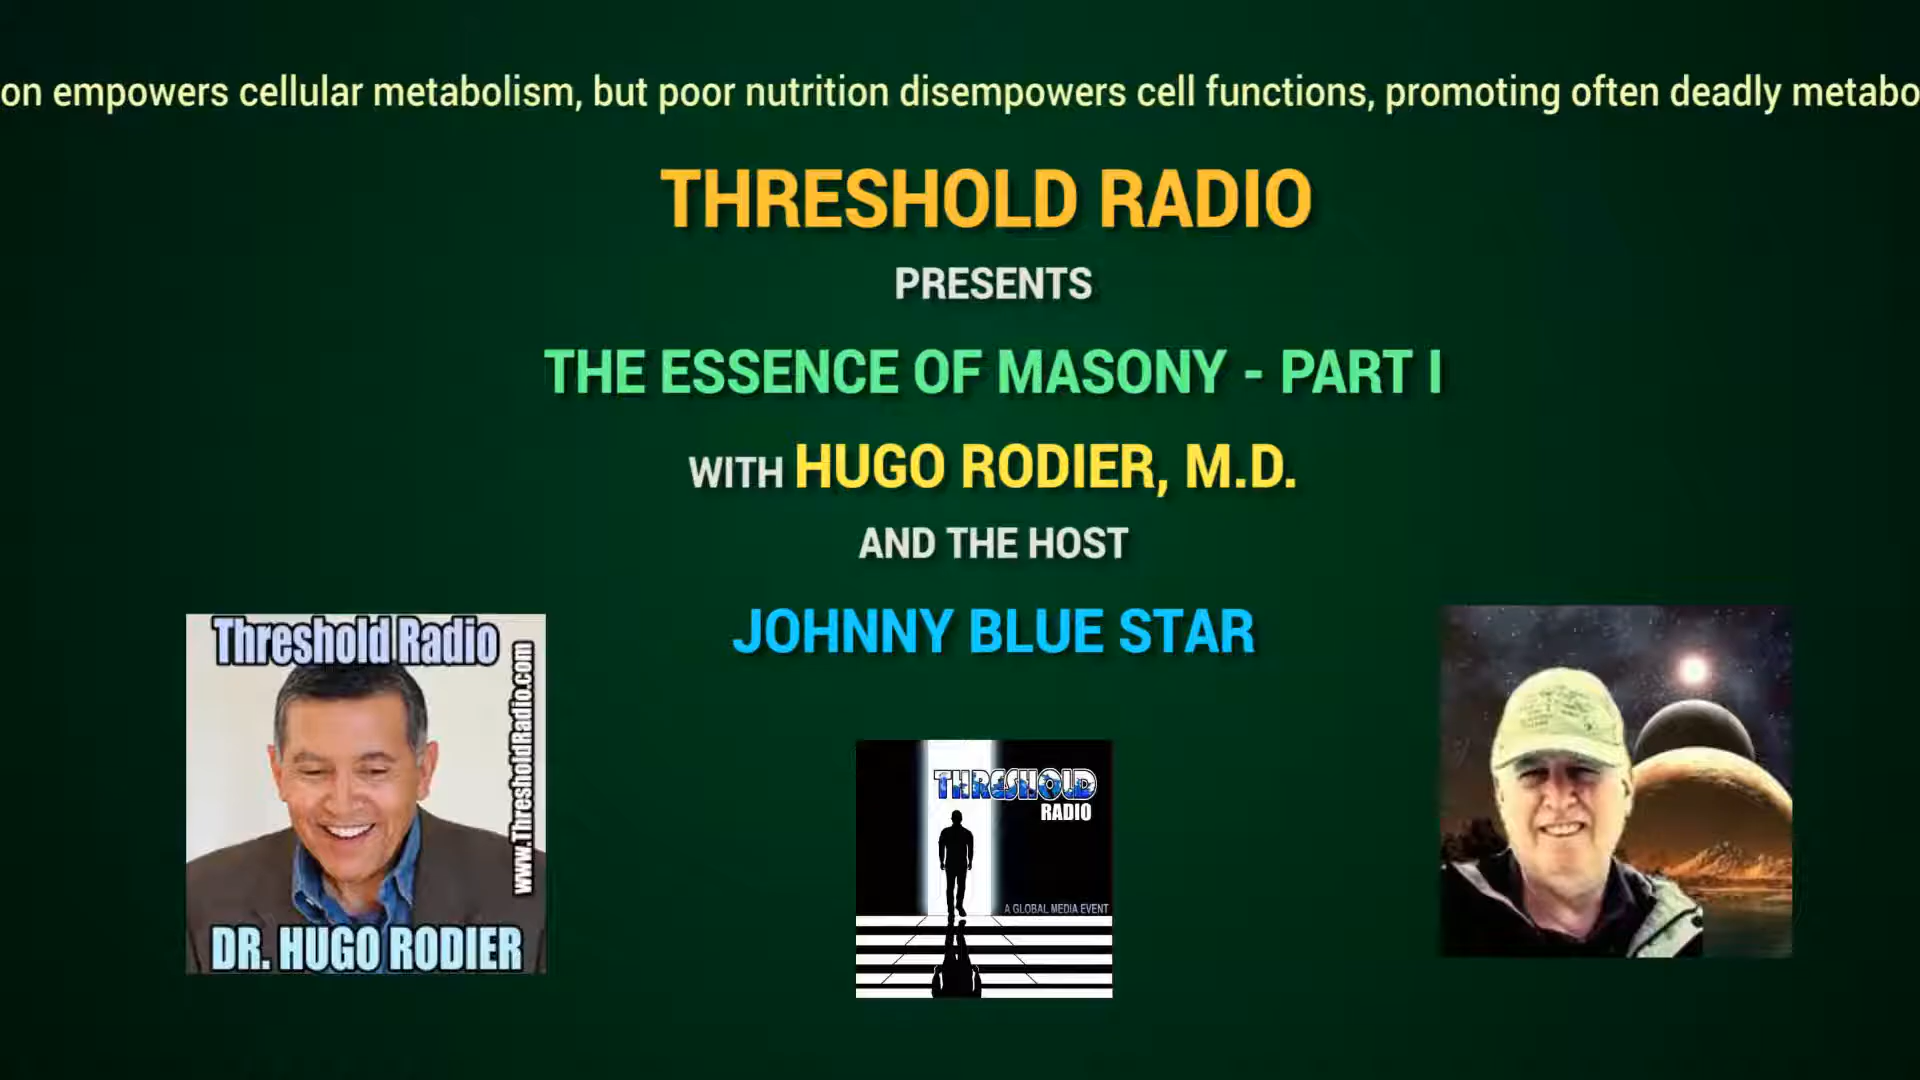 on empowers cellular metabolism, but poor nutrition disempowers cell functions, promoting often deadly metabo
THRESHOLD RADIO
PRESENTS
THE ESSENCE OF MASONY - PART I
WITH HUGO RODIER, M.D.
AND THE HOST
JOHNNY BLUE STAR
Threshold Radio
www.ThresholdRadio.com
DR. HUGO RODIER
THRESHOLD
RADIO
A GLOBAL MEDIA EVENT